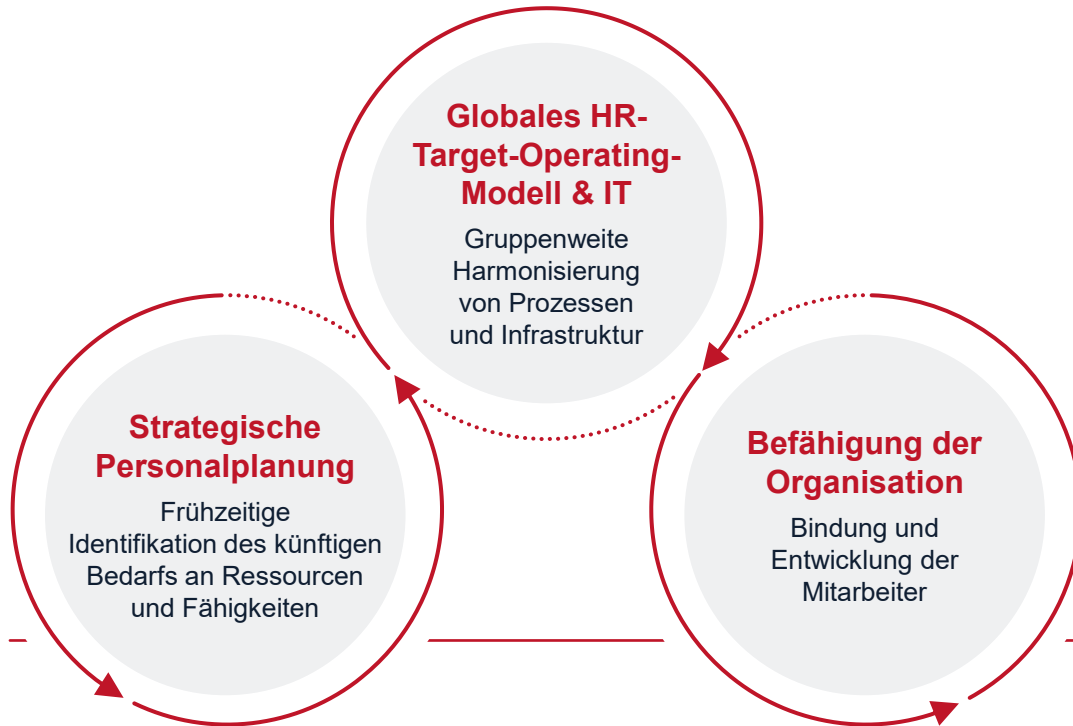 Globales HR-
Target-Operating-
Modell & IT
Gruppenweite
Harmonisierung
von Prozessen
und Infrastruktur
Strategische
Personalplanung
Frühzeitige
Identifikation des künftigen
Bedarfs an Ressourcen
und Fähigkeiten
Befähigung der
Organisation
Bindung und
Entwicklung der
Mitarbeiter